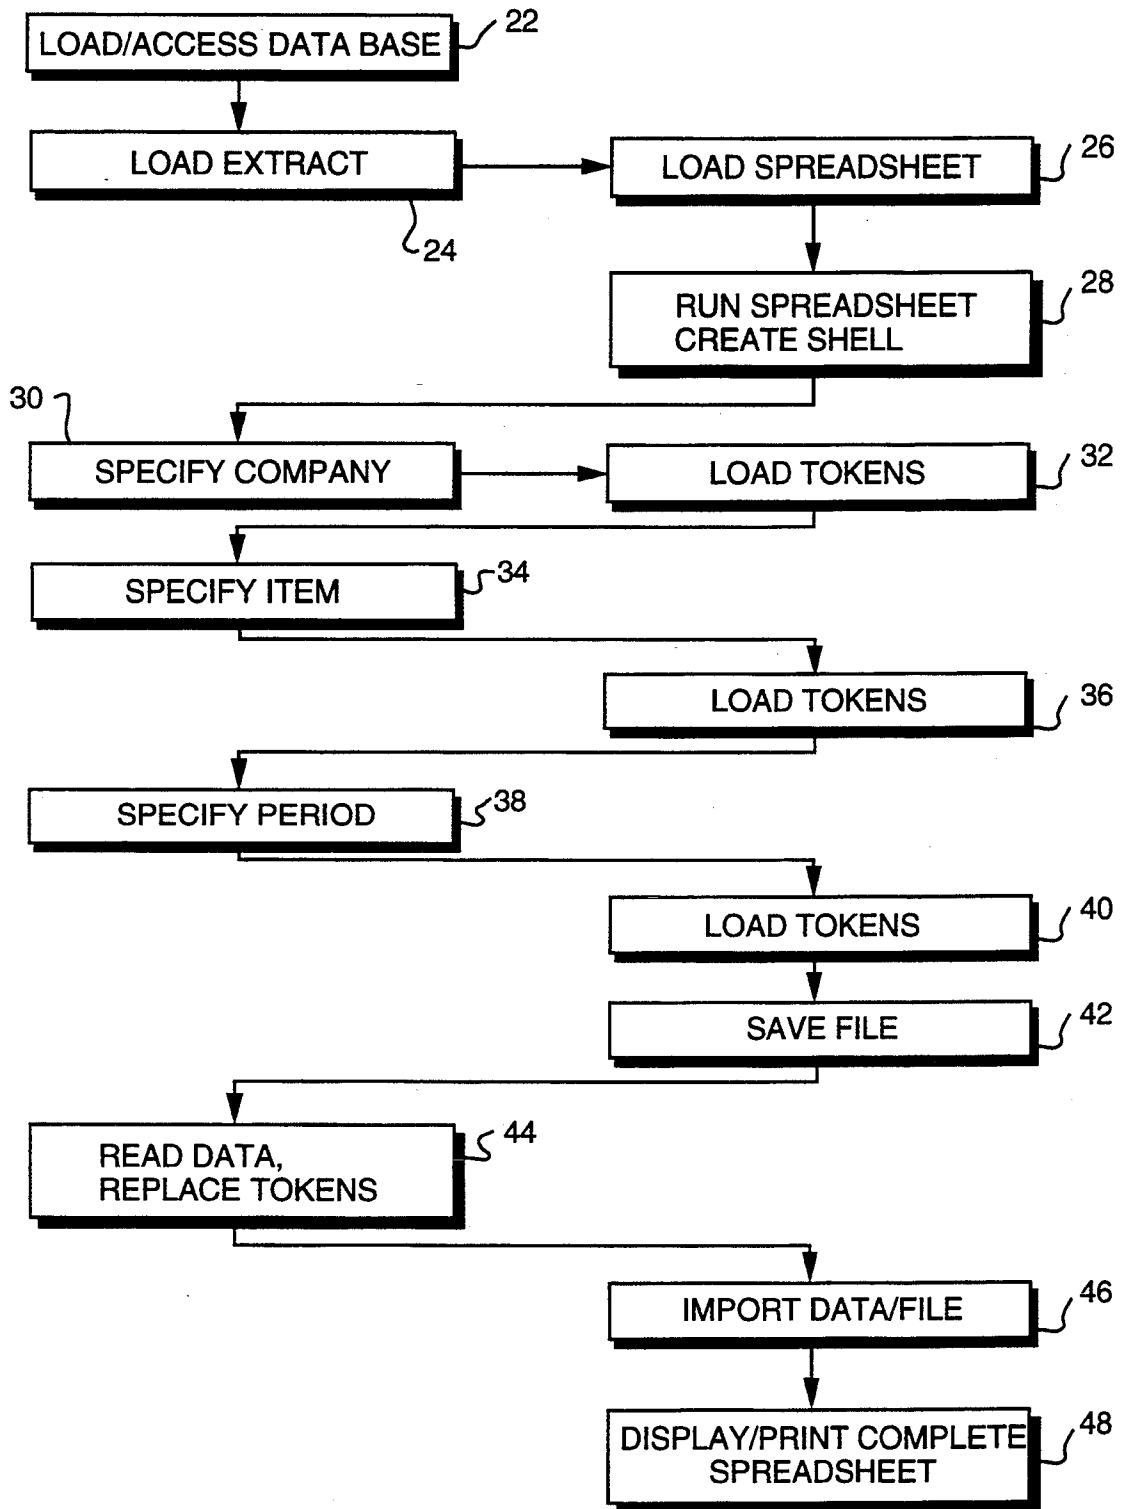 LOAD/ACCESS DATA BASE
22
LOAD EXTRACT
24
LOAD SPREADSHEET
26
RUN SPREADSHEET
CREATE SHELL
28
30
SPECIFY COMPANY
LOAD TOKENS
32
SPECIFY ITEM
34
LOAD TOKENS
36
SPECIFY PERIOD
38
LOAD TOKENS
40
SAVE FILE
42
READ DATA,
REPLACE TOKENS
44
IMPORT DATA/FILE
46
DISPLAY/PRINT COMPLETE
SPREADSHEET
48